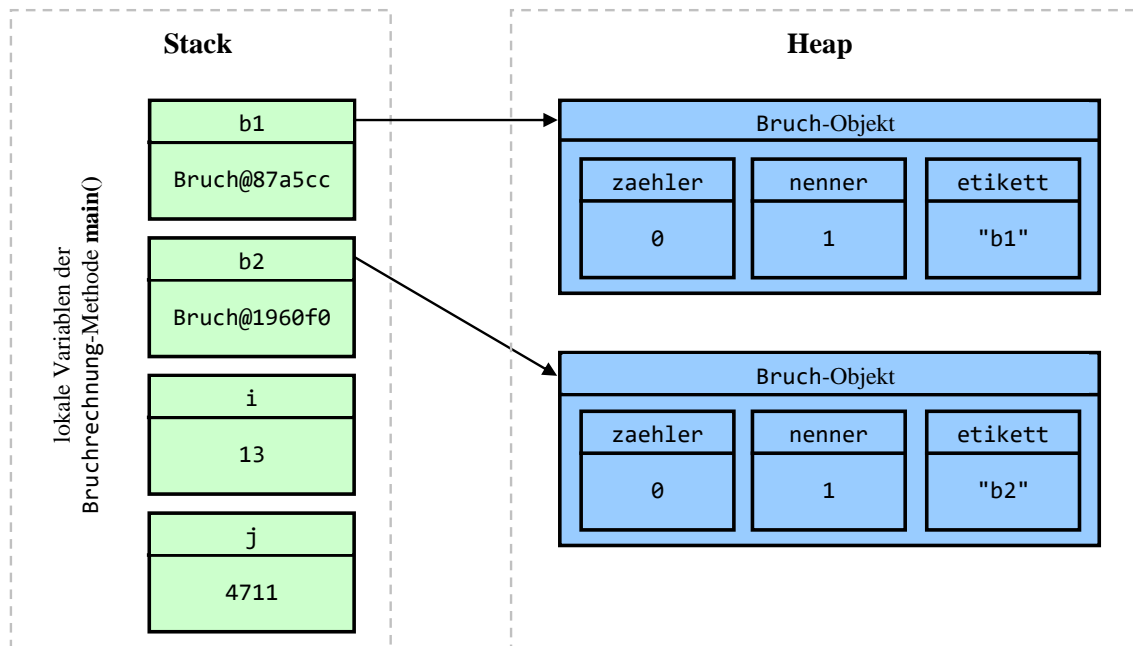 Stack
Heap
lokale Variablen der
Bruchrechnung-Methode main()
b1
Bruch@87a5cc
b2
Bruch@1960f0
i
13
j
4711
Bruch-Objekt
zaehler
nenner
etikett
0
1
"b1"
Bruch-Objekt
zaehler
nenner
etikett
0
1
"b2"